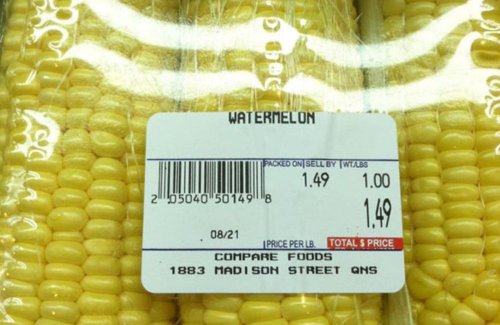 WATERMELON
PACKED ON SELL BY WT/LBS
1.49 1.00
2 05040 50149 8
1.49
08/21
PRICE PER LB. TOTAL $ PRICE
COMPARE FOODS
1883 MADISON STREET QNS